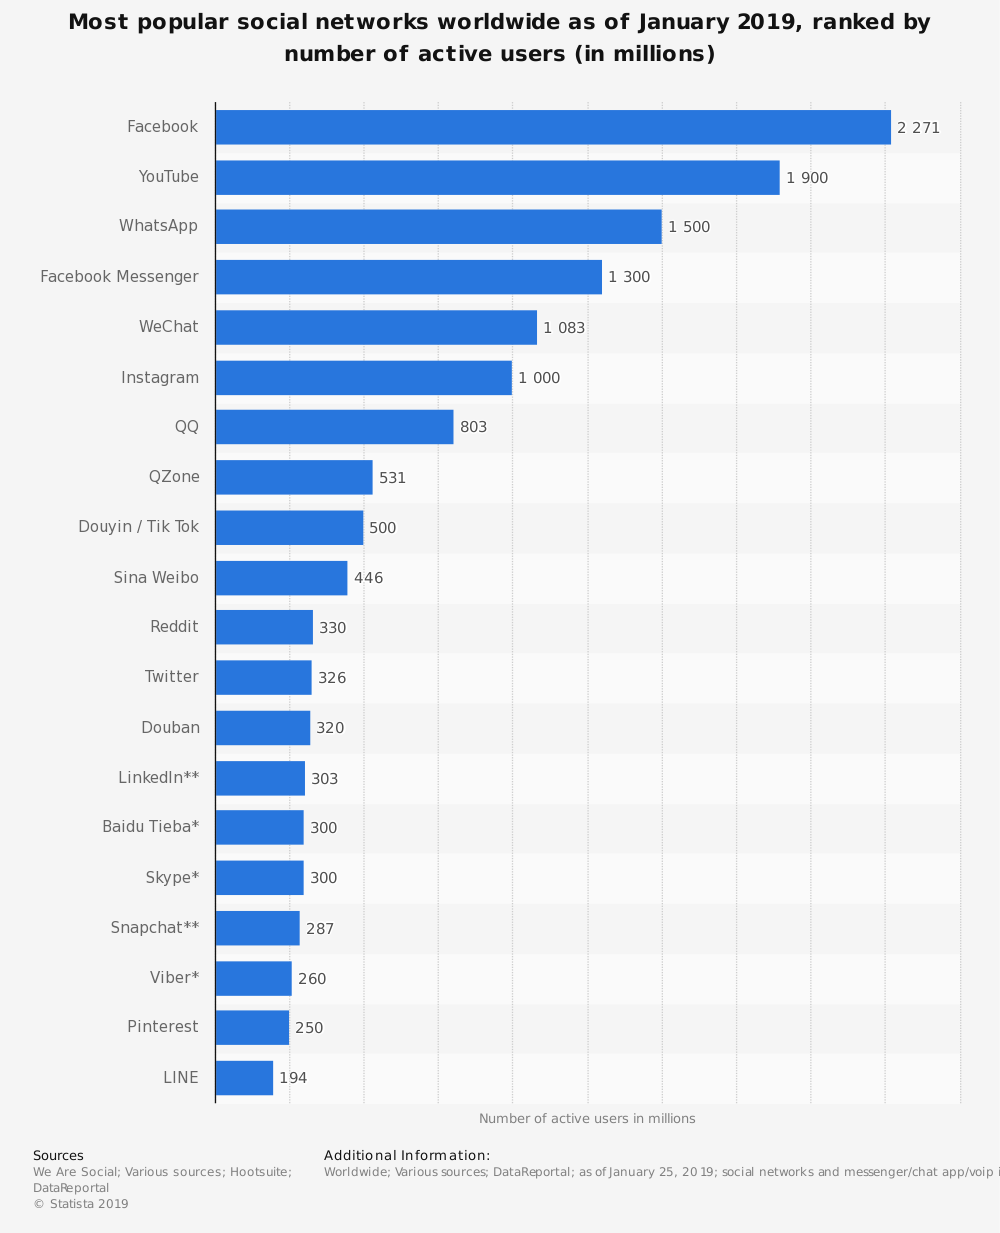 Most popular social networks worldwide as of January 2019, ranked by
number of active users (in millions)
Facebook 2 271
YouTube 1 900
WhatsApp 1 500
Facebook Messenger 1 300
WeChat 1 083
Instagram 1 000
QQ 803
QZone 531
Douyin / Tik Tok 500
Sina Weibo 446
Reddit 330
Twitter 326
Douban 320
LinkedIn** 303
Baidu Tieba* 300
Skype* 300
Snapchat** 287
Viber* 260
Pinterest 250
LINE 194
Number of active users in millions
Sources
We Are Social; Various sources; Hootsuite;
DataReportal
© Statista 2019
Additional Information:
Worldwide; Various sources; DataReportal; as of January 25, 2019; social networks and messenger/chat app/voip